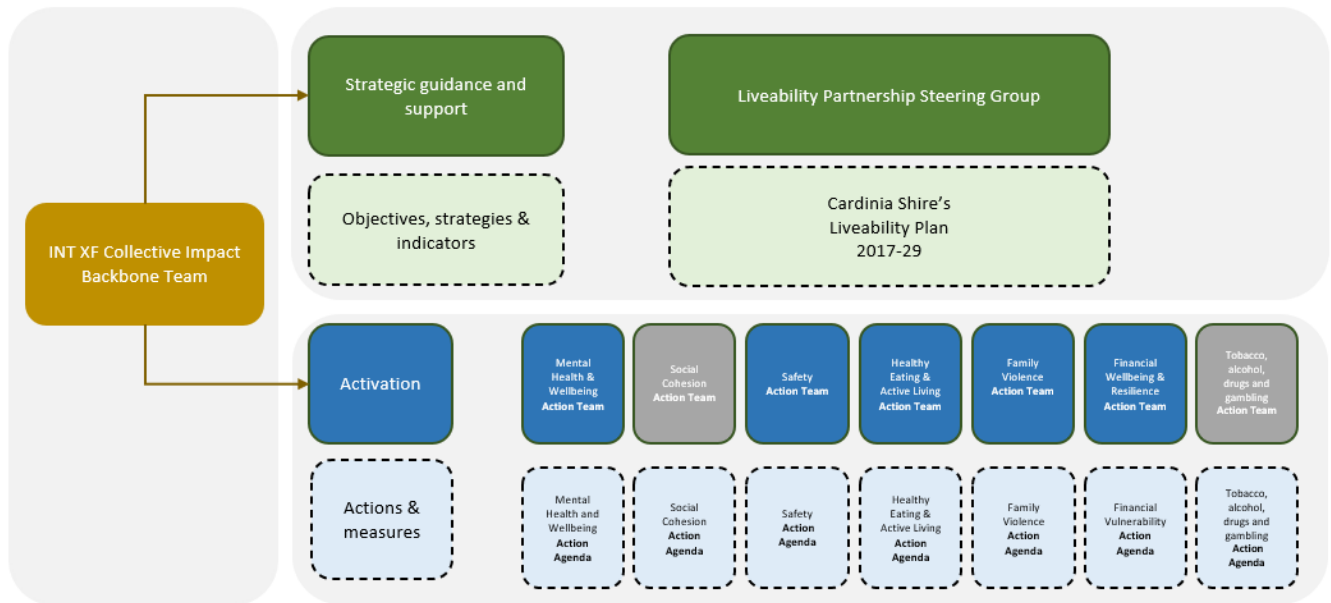 Strategic guidance and
support
Liveability Partnership Steering Group
Objectives, strategies &
indicators
Cardinia Shire's
Liveability Plan
2017-29
INT XF Collective Impact
Backbone Team
Activation
Mental
Health &
Wellbeing
Action Team
Social
Cohesion
Action Team
Safety
Action Team
Healthy
Eating &
Active Living
Action Team
Family
Violence
Action Team
Financial
Wellbeing &
Resilience
Action Team
Tobacco,
alcohol,
drugs and
gambling
Action Team
Actions &
measures
Mental
Health and
Wellbeing
Action
Agenda
Social
Cohesion
Action
Agenda
Safety
Action
Agenda
Healthy
Eating &
Active Living
Action
Agenda
Family
Violence
Action
Agenda
Financial
Vulnerability
Action
Agenda
Tobacco,
alcohol,
drugs and
gambling
Action
Agenda